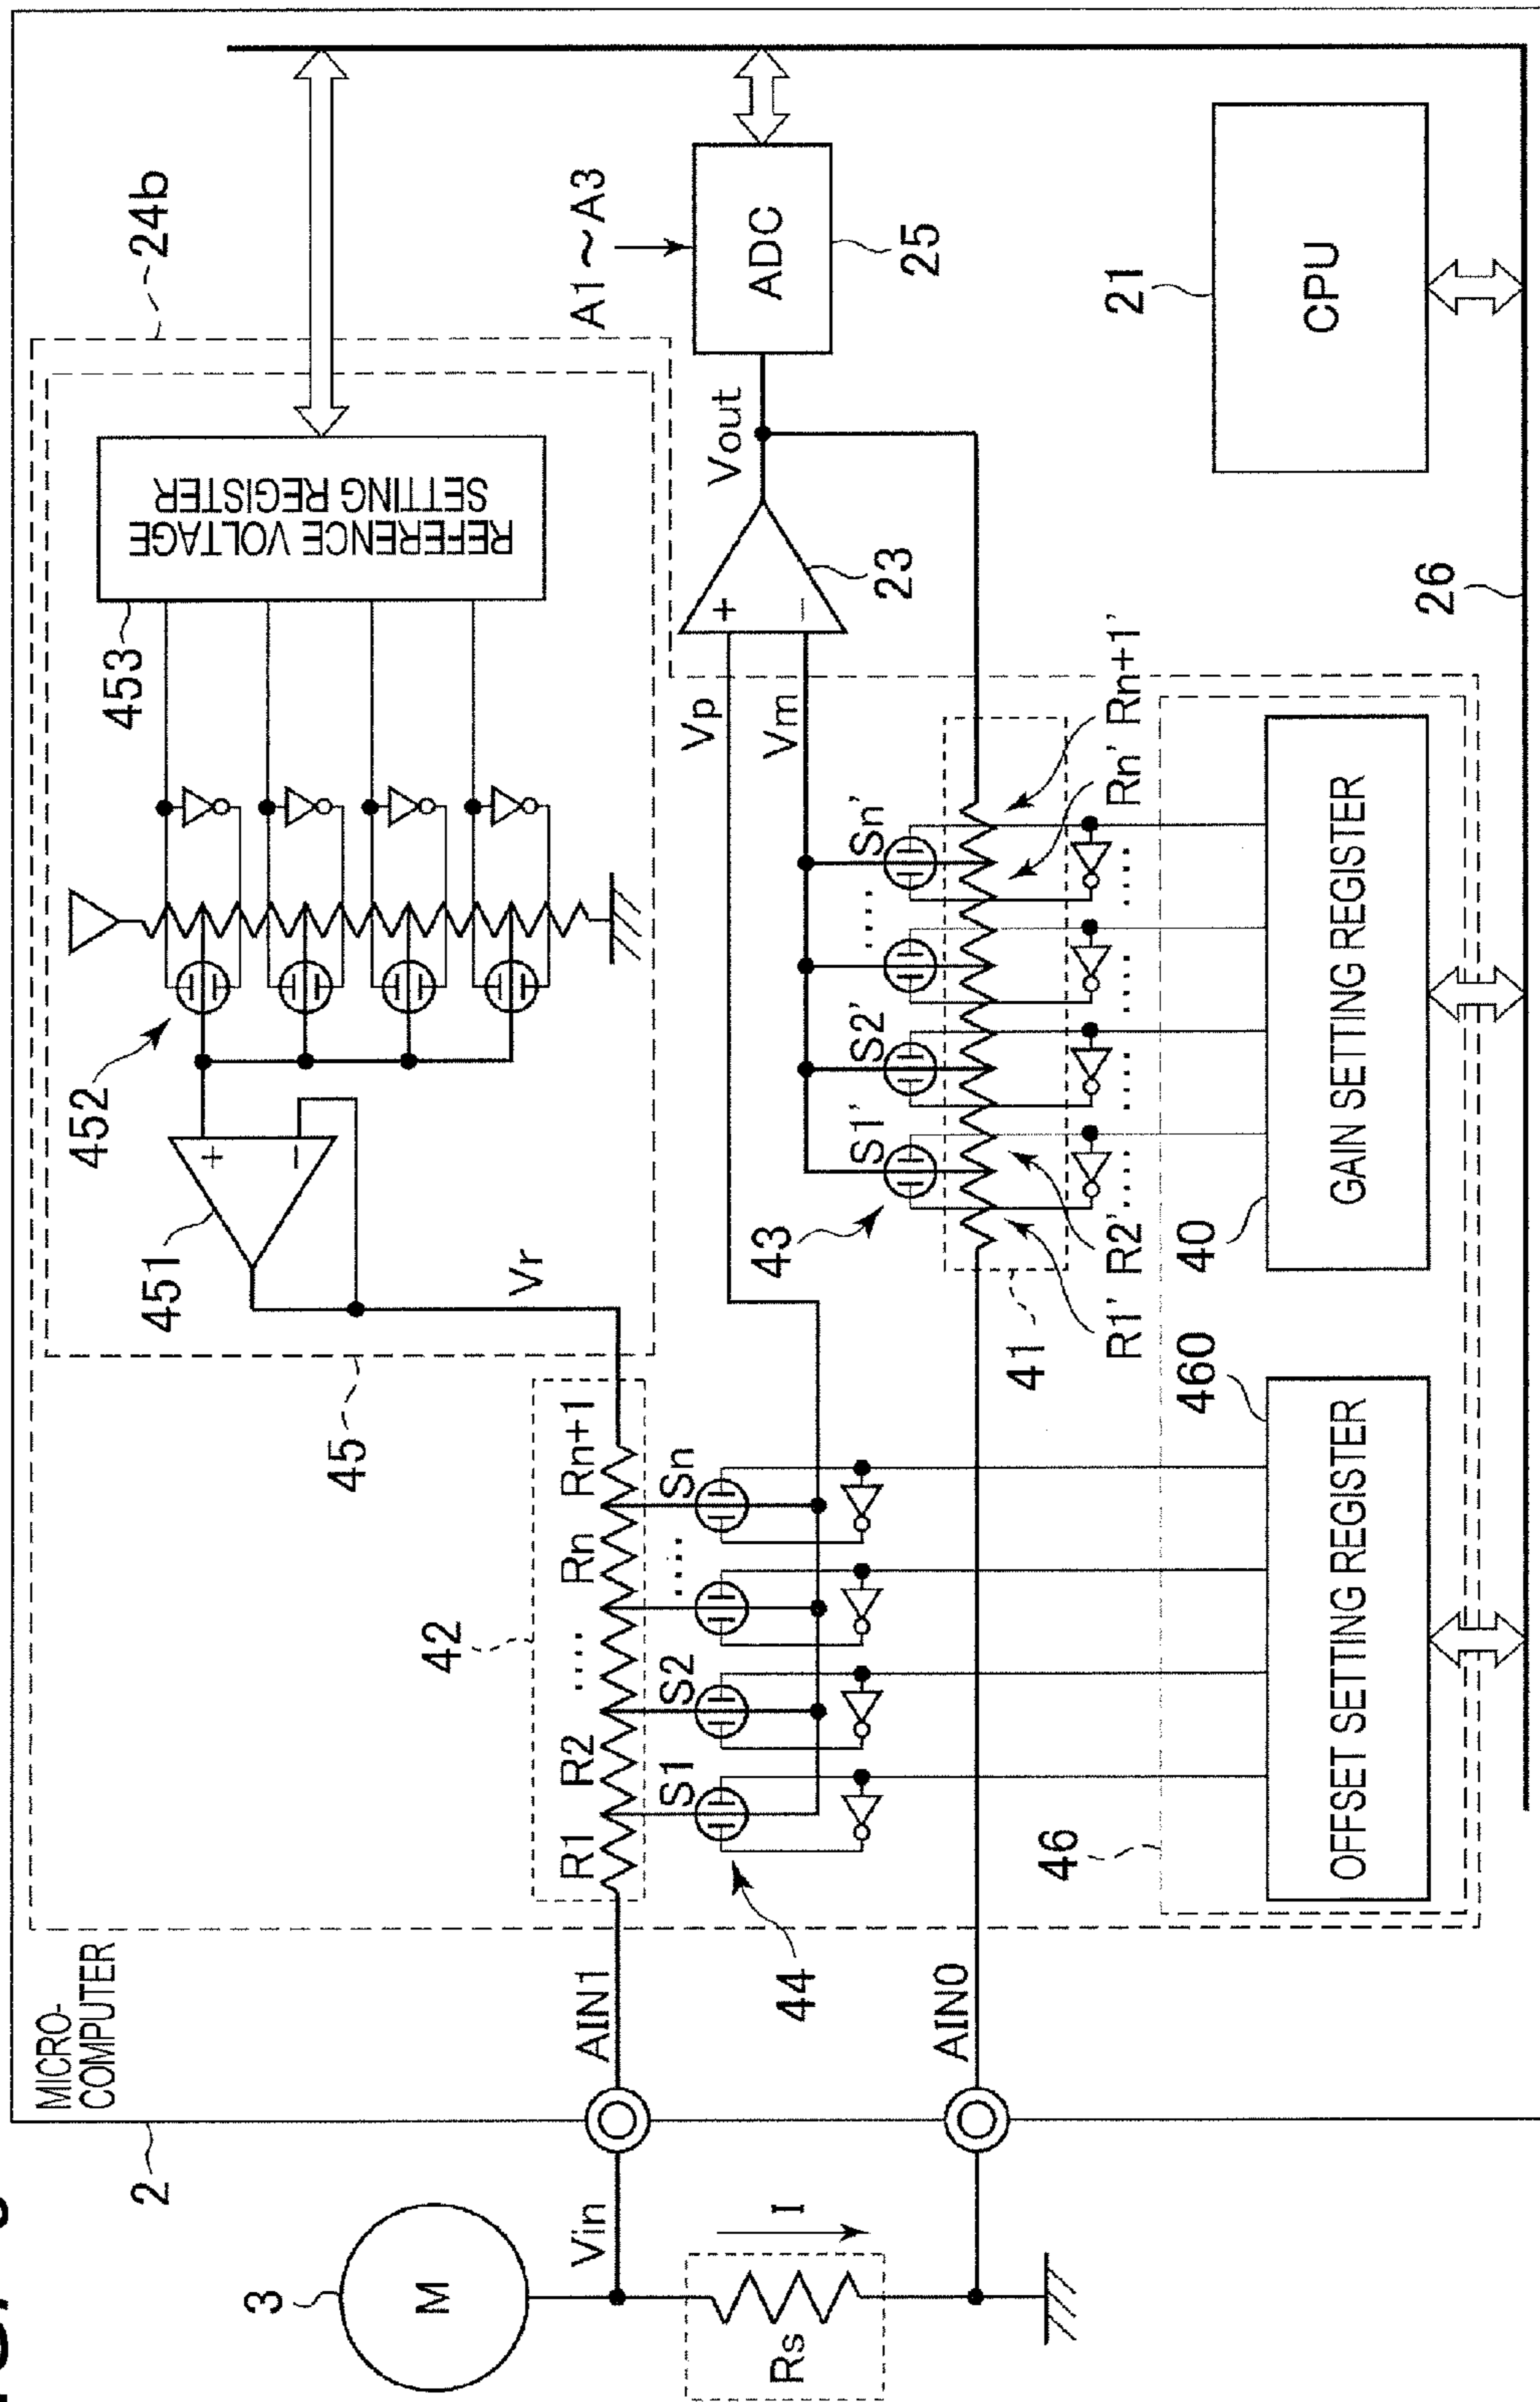 MICRO-
COMPUTER
2
3
M
Vin
I
Rs
AIN1
AIN0
24b
45
451
452
453
REFERENCE VOLTAGE
SETTING REGISTER
+
−
Vr
42
R1
R2
....
Rn
Rn+1
S1
S2
....
Sn
44
Vp
Vm
+
−
23
Vout
A1~A3
ADC
25
43
S1'
S2'
....
Sn'
41
R1'
R2'
Rn'
Rn+1'
....
....
....
....
46
460
OFFSET SETTING REGISTER
40
GAIN SETTING REGISTER
21
CPU
26